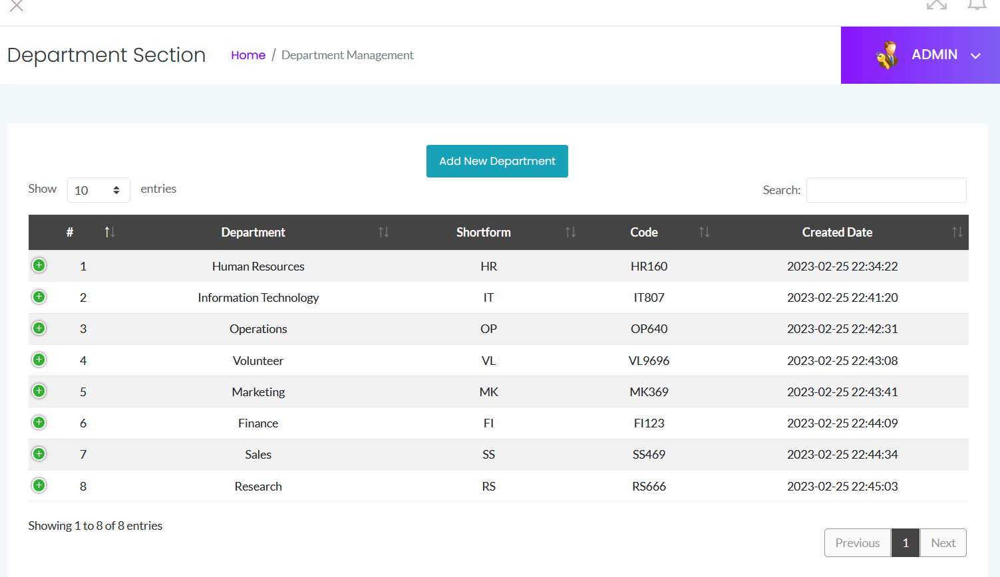 Department Section Home / Department Management ADMIN
Add New Department
Show 10 entries Search:
# Department Shortform Code Created Date
1 Human Resources HR HR160 2023-02-25 22:34:22
2 Information Technology IT IT807 2023-02-25 22:41:20
3 Operations OP OP640 2023-02-25 22:42:31
4 Volunteer VL VL9696 2023-02-25 22:43:08
5 Marketing MK MK369 2023-02-25 22:43:41
6 Finance FI FI123 2023-02-25 22:44:09
7 Sales SS SS469 2023-02-25 22:44:34
8 Research RS RS666 2023-02-25 22:45:03
Showing 1 to 8 of 8 entries
Previous 1 Next